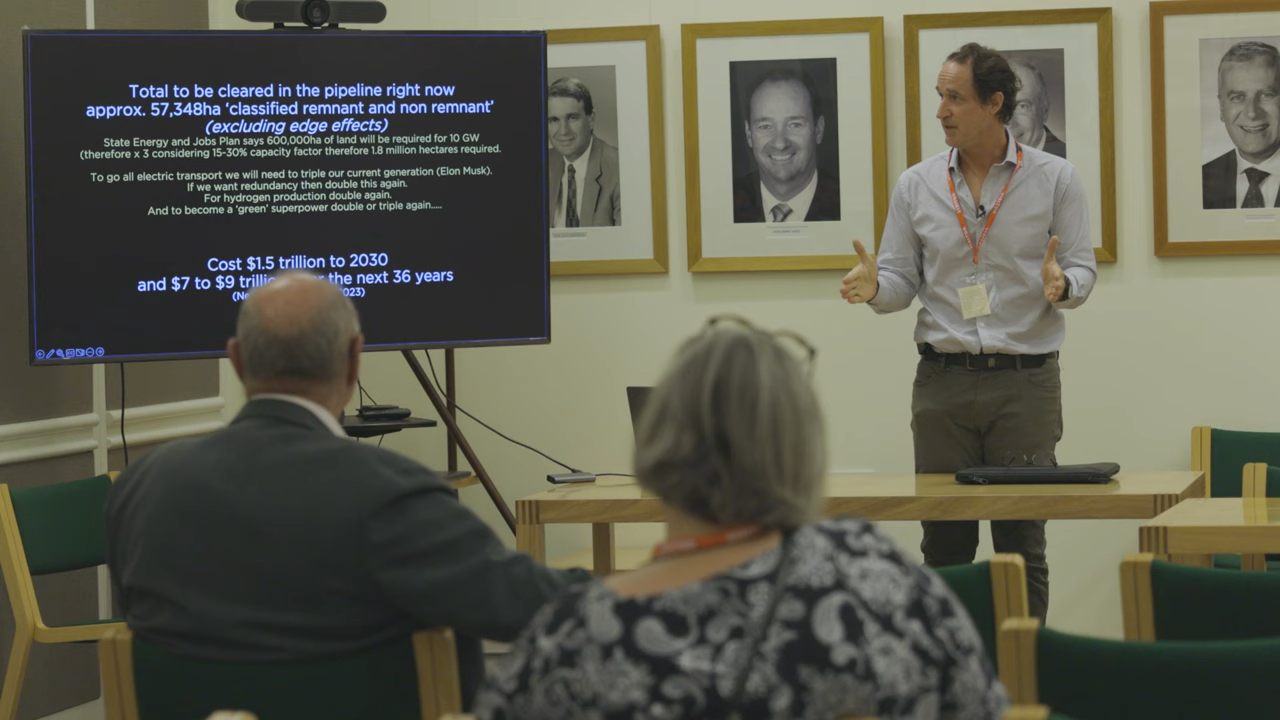 Total to be cleared in the pipeline right now
approx. 57,348ha ‘classified remnant and non remnant’
(excluding edge effects)
State Energy and Jobs Plan says 600,000ha of land will be required for 10 GW
(therefore x 3 considering 15-30% capacity factor therefore 1.8 million hectares required.
To go all electric transport we will need to triple our current generation (Elon Musk).
If we want redundancy then double this again.
For hydrogen production double again.
And to become a ‘green’ superpower double or triple again.....
Cost $1.5 trillion to 2030
and $7 to $9 the next 36 years